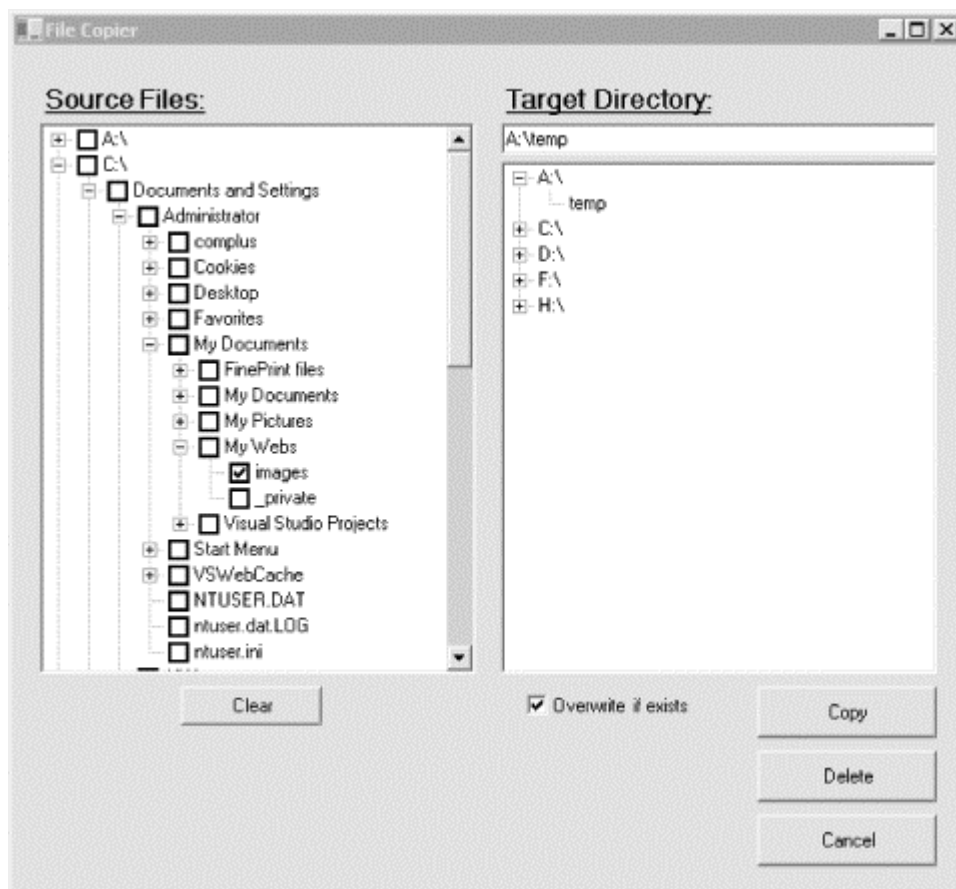 File Copier
Source Files:
A:\
C:\
Documents and Settings
Administrator
complus
Cookies
Desktop
Favorites
My Documents
FinePrint files
My Documents
My Pictures
My Webs
images
_private
Visual Studio Projects
Start Menu
VSWebCache
NTUSER.DAT
ntuser.dat.LOG
ntuser.ini
Clear
Target Directory:
A:\temp
A:\
temp
C:\
D:\
F:\
H:\
Overwrite if exists
Copy
Delete
Cancel